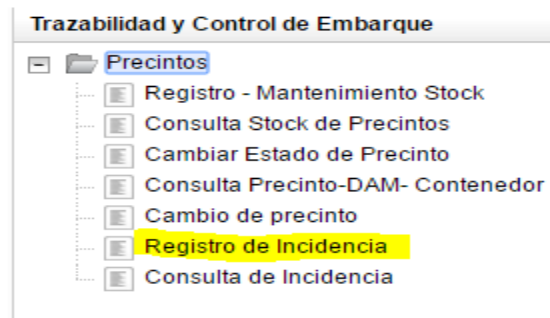 Trazabilidad y Control de Embarque
Precintos
Registro - Mantenimiento Stock
Consulta Stock de Precintos
Cambiar Estado de Precinto
Consulta Precinto-DAM- Contenedor
Cambio de precinto
Registro de Incidencia
Consulta de Incidencia